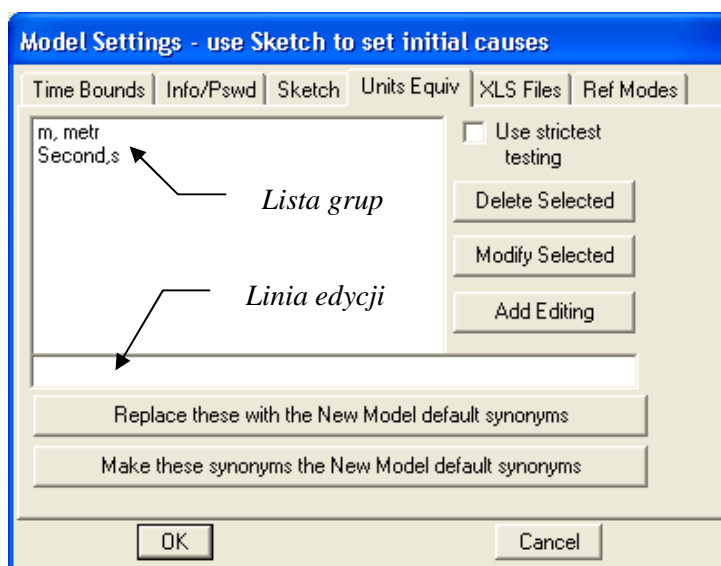 Model Settings - use Sketch to set initial causes
Time Bounds Info/Pswd Sketch Units Equiv XLS Files Ref Modes
m, metr
Second,s
Use strictest
testing
Lista grup
Delete Selected
Modify Selected
Linia edycji
Add Editing
Replace these with the New Model default synonyms
Make these synonyms the New Model default synonyms
OK Cancel